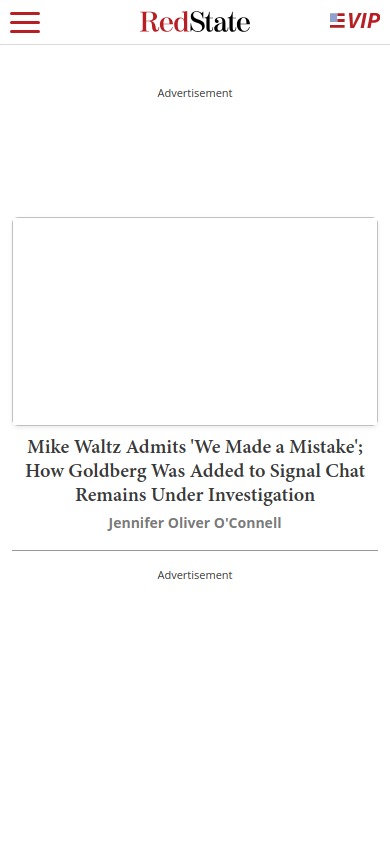 RedState
VIP
Advertisement
Mike Waltz Admits 'We Made a Mistake';
How Goldberg Was Added to Signal Chat
Remains Under Investigation
Jennifer Oliver O'Connell
Advertisement